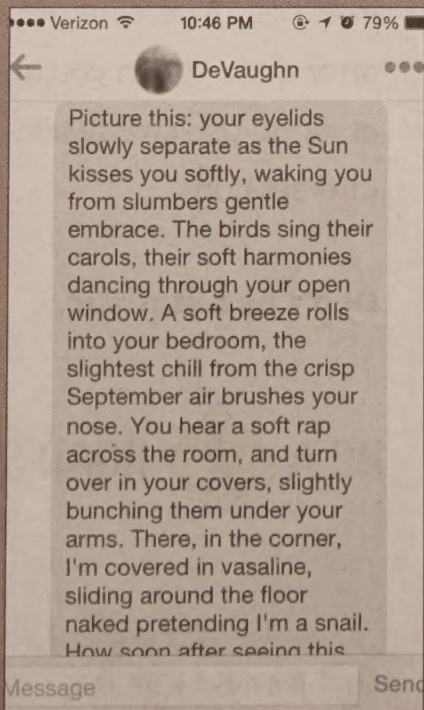 Verizon 10:46 PM 79%
DeVaughn
Picture this: your eyelids
slowly separate as the Sun
kisses you softly, waking you
from slumbers gentle
embrace. The birds sing their
carols, their soft harmonies
dancing through your open
window. A soft breeze rolls
into your bedroom, the
slightest chill from the crisp
September air brushes your
nose. You hear a soft rap
across the room, and turn
over in your covers, slightly
bunching them under your
arms. There, in the corner,
I'm covered in vasaline,
sliding around the floor
naked pretending I'm a snail.
How soon after seeing this
Message Send